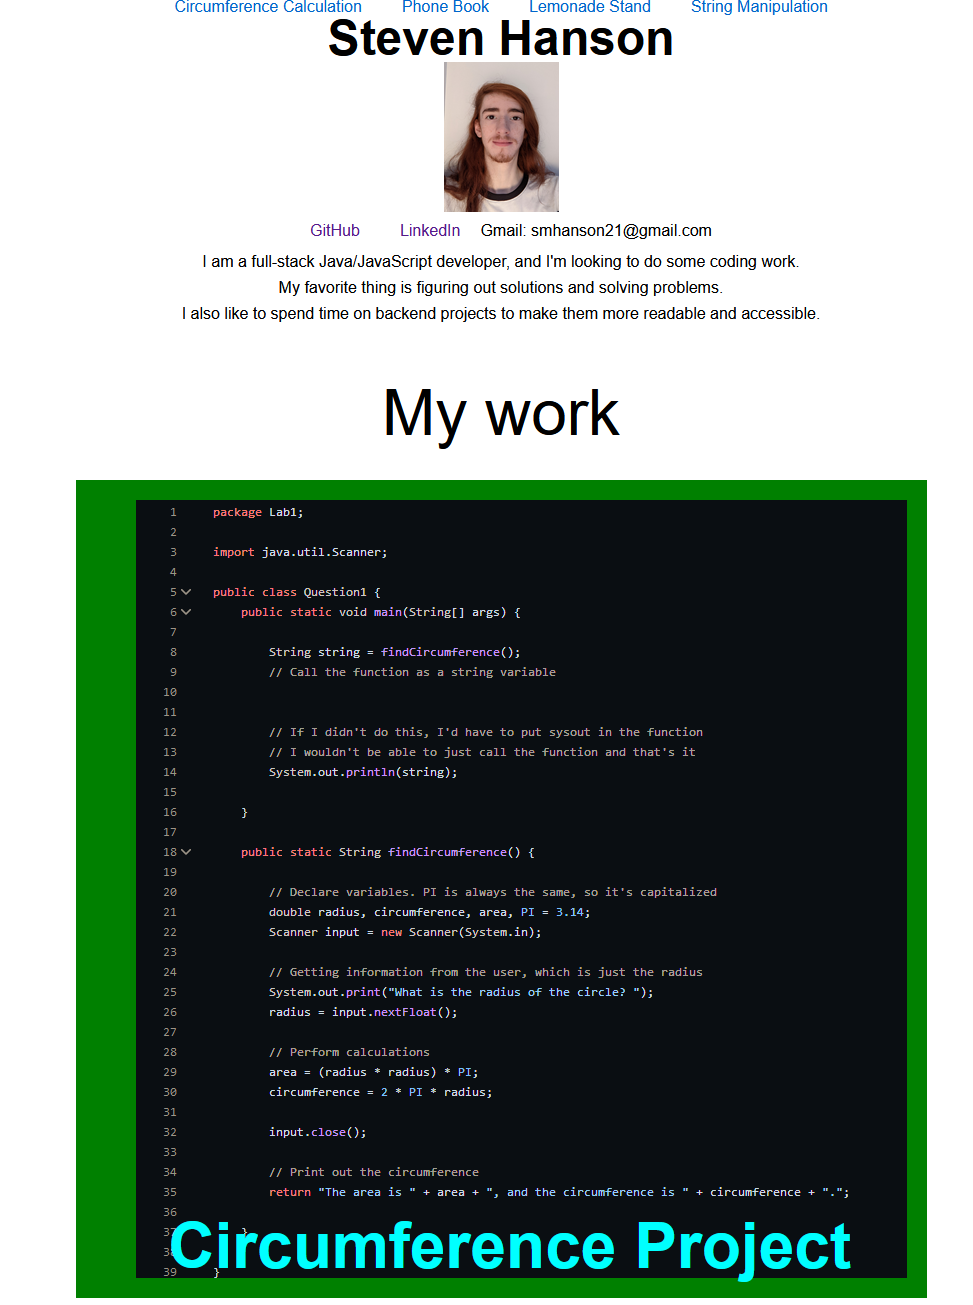 Circumference Calculation Phone Book Lemonade Stand String Manipulation
Steven Hanson
GitHub LinkedIn Gmail: smhanson21@gmail.com
I am a full-stack Java/JavaScript developer, and I'm looking to do some coding work.
My favorite thing is figuring out solutions and solving problems.
I also like to spend time on backend projects to make them more readable and accessible.
My work
1 package Lab1;
2
3 import java.util.Scanner;
4
5 public class Question1 {
6 public static void main(String[] args) {
7
8 String string = findCircumference();
9 // Call the function as a string variable
10
11
12 // If I didn't do this, I'd have to put sysout in the function
13 // I wouldn't be able to just call the function and that's it
14 System.out.println(string);
15
16 }
17
18 public static String findCircumference() {
19
20 // Declare variables. PI is always the same, so it's capitalized
21 double radius, circumference, area, PI = 3.14;
22 Scanner input = new Scanner(System.in);
23
24 // Getting information from the user, which is just the radius
25 System.out.print("What is the radius of the circle? ");
26 radius = input.nextFloat();
27
28 // Perform calculations
29 area = (radius * radius) * PI;
30 circumference = 2 * PI * radius;
31
32 input.close();
33
34 // Print out the circumference
35 return "The area is " + area + ", and the circumference is " + circumference + ".";
36
37 }
38
Circumference Project
39 }